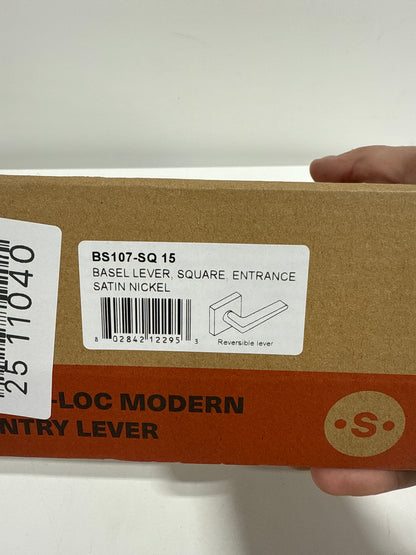 BS107-SQ 15
BASEL LEVER, SQUARE, ENTRANCE
SATIN NICKEL
8 02842 12295 3
Reversible lever
25 11040
-LOC MODERN
NTRY LEVER
·S·